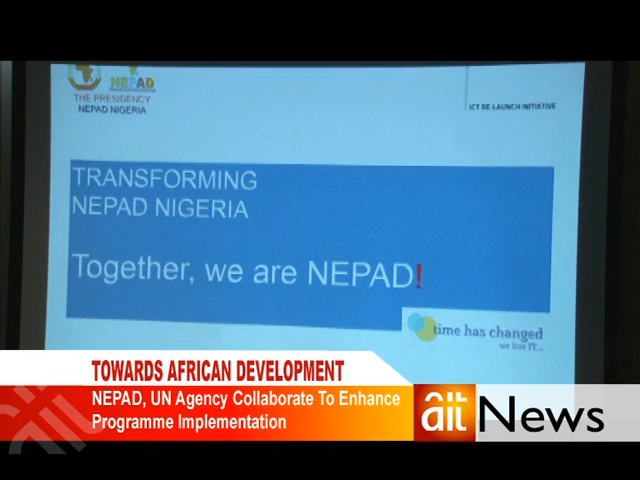 NEPAD
THE PRESIDENCY
NEPAD NIGERIA
ICT RE-LAUNCH INITIATIVE
TRANSFORMING
NEPAD NIGERIA
Together, we are NEPAD!
time has changed
we live IT...
TOWARDS AFRICAN DEVELOPMENT
NEPAD, UN Agency Collaborate To Enhance
Programme Implementation
ait News